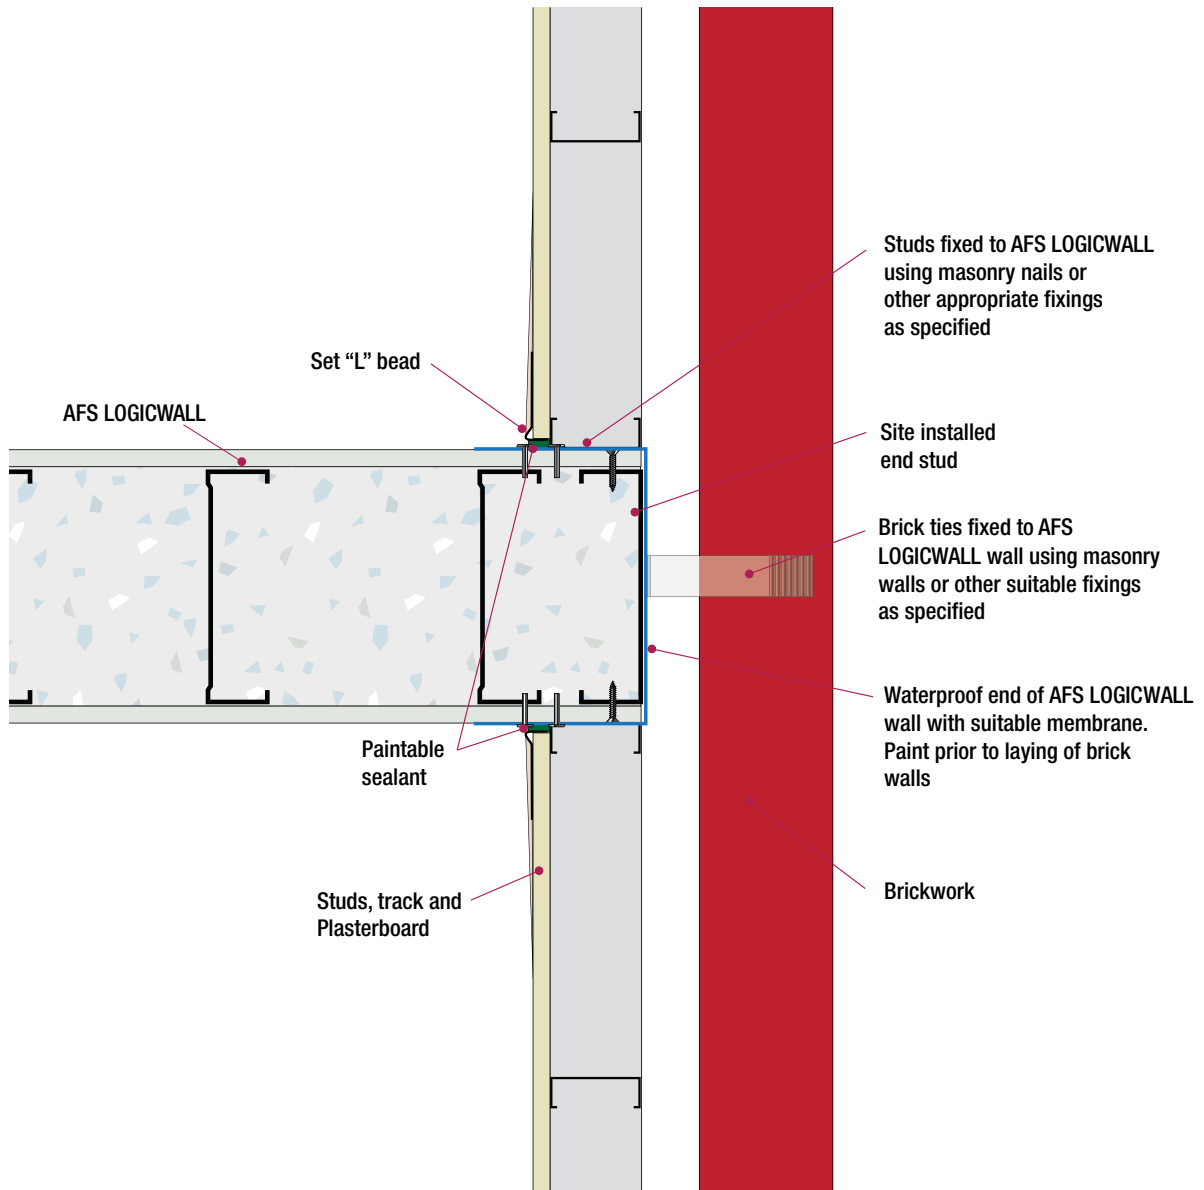 Studs fixed to AFS LOGICWALL
using masonry nails or
other appropriate fixings
as specified
Set “L” bead
AFS LOGICWALL
Site installed
end stud
Brick ties fixed to AFS
LOGICWALL wall using masonry
walls or other suitable fixings
as specified
Waterproof end of AFS LOGICWALL
wall with suitable membrane.
Paint prior to laying of brick
walls
Paintable
sealant
Studs, track and
Plasterboard
Brickwork